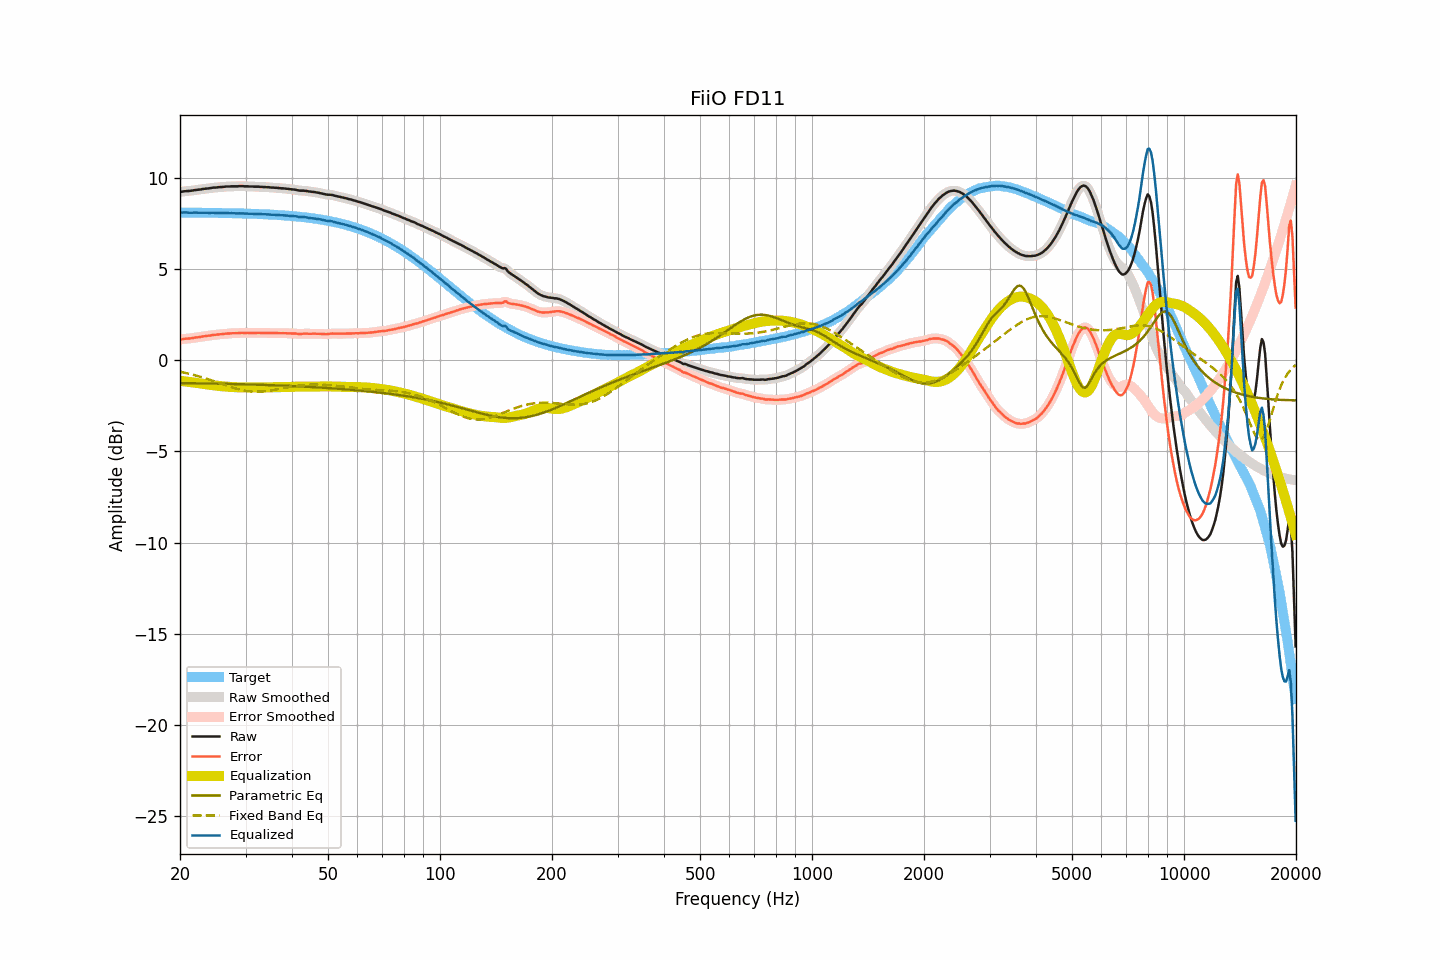 FiiO FD11
Amplitude (dBr)
10
5
0
−5
−10
−15
−20
−25
Target
Raw Smoothed
Error Smoothed
Raw
Error
Equalization
Parametric Eq
Fixed Band Eq
Equalized
20 50 100 200 500 1000 2000 5000 10000 20000
Frequency (Hz)